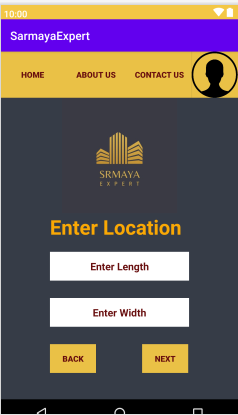 10:00
SarmayaExpert
HOME ABOUT US CONTACT US
SRMAYA
EXPERT
Enter Location
Enter Length
Enter Width
BACK NEXT